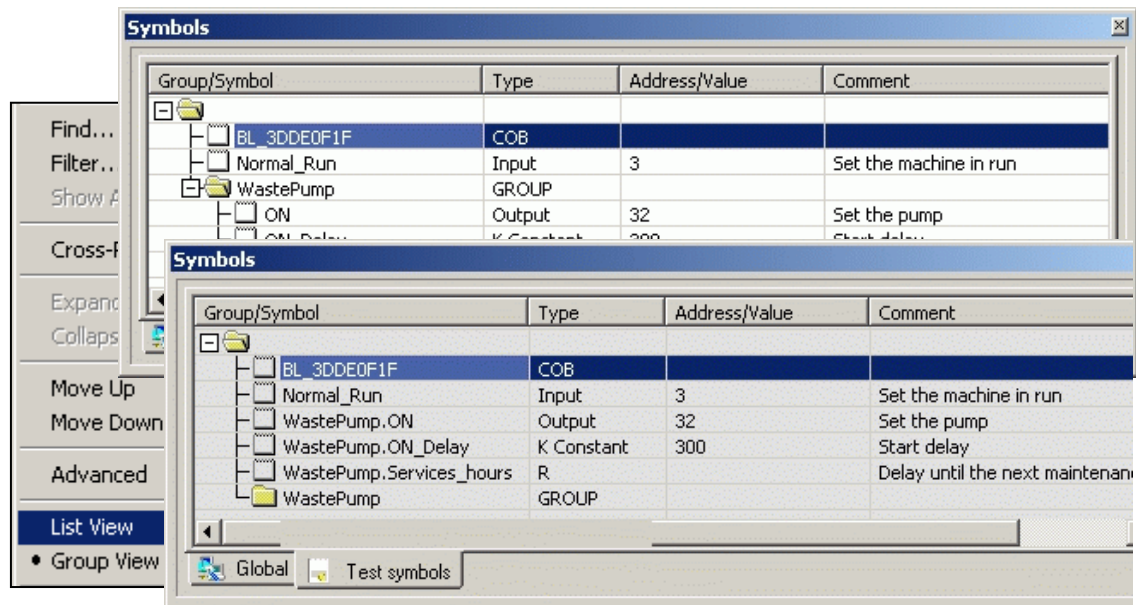 Symbols
Group/Symbol Type Address/Value Comment
BL_3DDE0F1F COB
Normal_Run Input 3 Set the machine in run
WastePump GROUP
ON Output 32 Set the pump
Find...
Filter...
Show
Cross-
Move Up
Move Down
Advanced
List View
• Group View
Symbols
Group/Symbol Type Address/Value Comment
BL_3DDE0F1F COB
Normal_Run Input 3 Set the machine in run
WastePump.ON Output 32 Set the pump
WastePump.ON_Delay K Constant 300 Start delay
WastePump.Services_hours R Delay until the next
WastePump GROUP
Global Test symbols